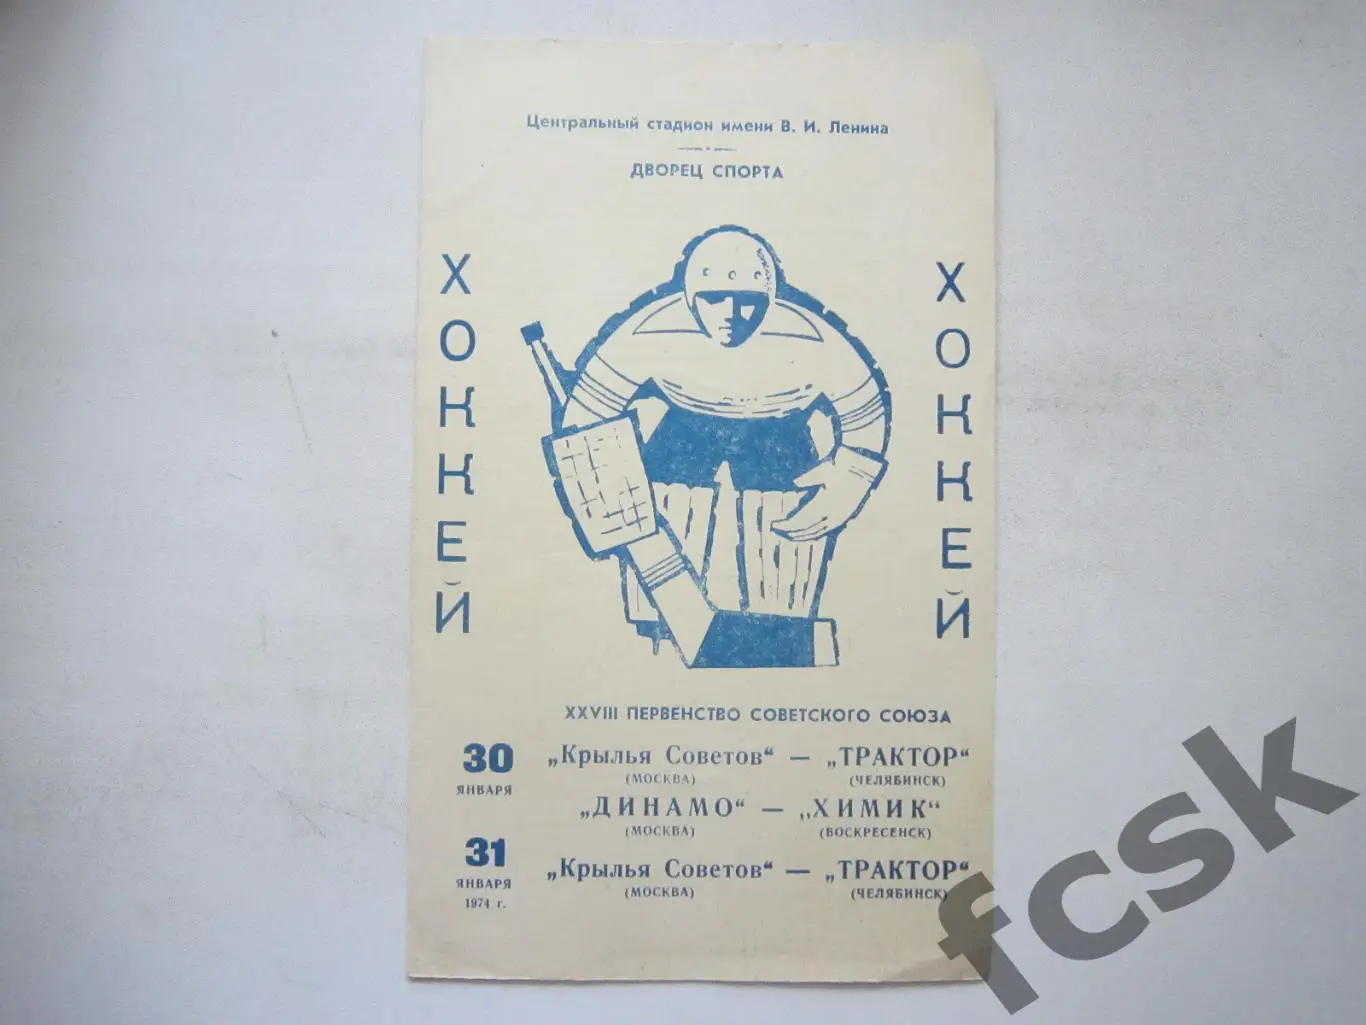 Центральный стадион имени В. И. Ленина
ДВОРЕЦ СПОРТА
ХОККЕЙ
ХОККЕЙ
XXVIII ПЕРВЕНСТВО СОВЕТСКОГО СОЮЗА
30 ЯНВАРЯ
„Крылья Советов“ — „ТРАКТОР“
(МОСКВА) (ЧЕЛЯБИНСК)
„ДИНАМО“ — „ХИМИК“
(МОСКВА) (ВОСКРЕСЕНСК)
31 ЯНВАРЯ
1974 г.
„Крылья Советов“ — „ТРАКТОР“
(МОСКВА) (ЧЕЛЯБИНСК)
fcsk